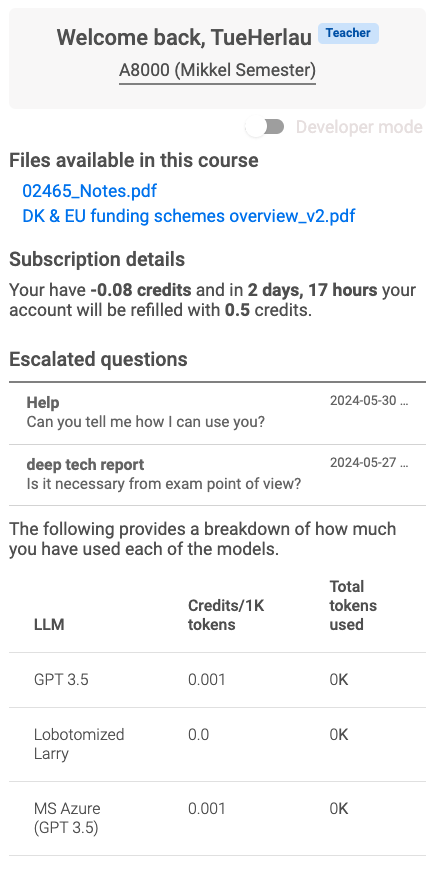 Welcome back, TueHerlau Teacher
A8000 (Mikkel Semester)
Developer mode
Files available in this course
02465_Notes.pdf
DK & EU funding schemes overview_v2.pdf
Subscription details
Your have -0.08 credits and in 2 days, 17 hours your
account will be refilled with 0.5 credits.
Escalated questions
Help 2024-05-30 ...
Can you tell me how I can use you?
deep tech report 2024-05-27 ...
Is it necessary from exam point of view?
The following provides a breakdown of how much
you have used each of the models.
LLM
Credits/1K
tokens
Total
tokens
used
GPT 3.5 0.001 0K
Lobotomized
Larry
0.0 0K
MS Azure
(GPT 3.5)
0.001 0K